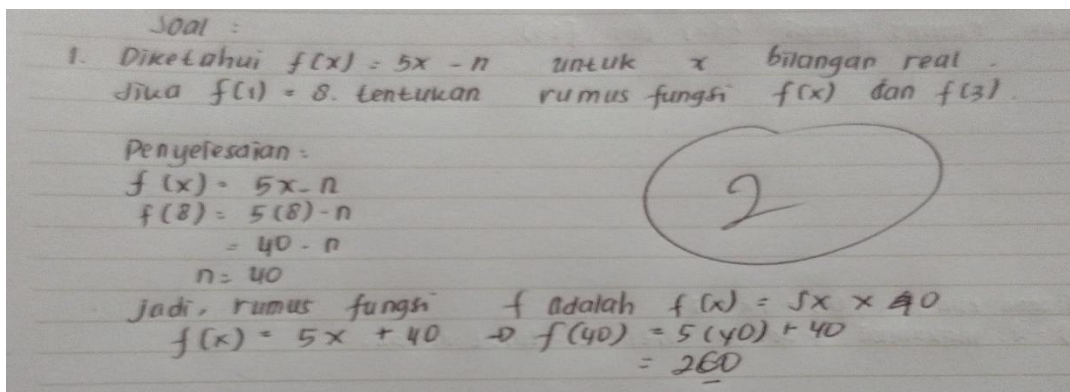 Soal :
1. Diketahui f(x) = 5x - n untuk x bilangan real.
Jika f(1) = 8. tentukan rumus fungsi f(x) dan f(3).
Penyelesaian :
f(x) = 5x - n
f(8) = 5(8) - n
= 40 - n
n = 40
2
jadi, rumus fungsi f adalah f(x) = 5x x 40
f(x) = 5x + 40 → f(40) = 5(40) + 40
= 260